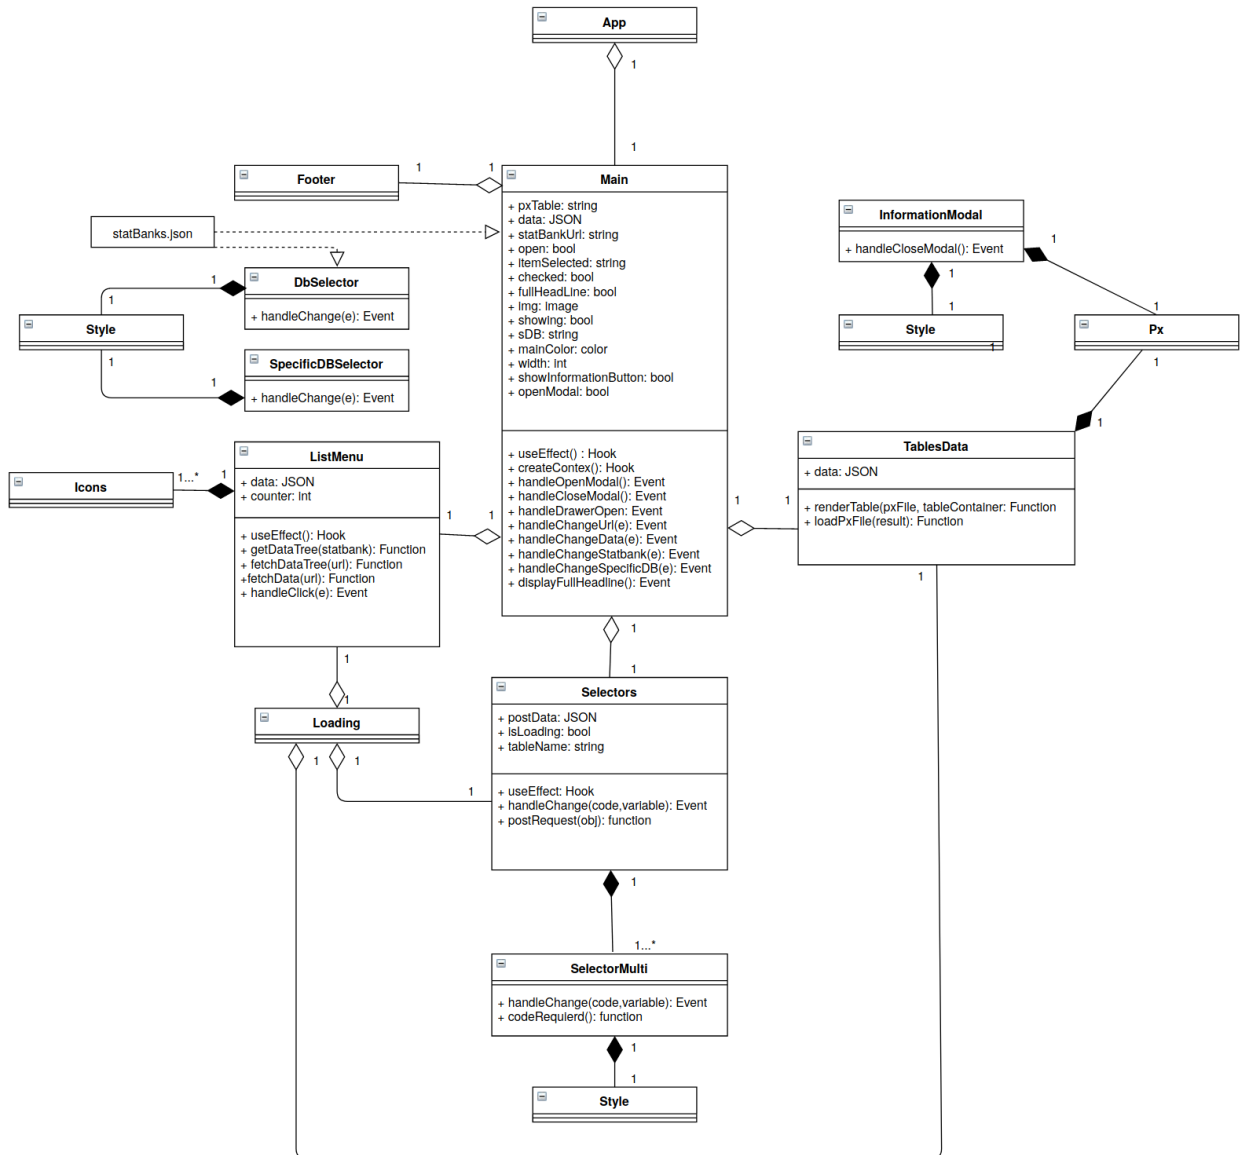 App
1
1
Footer
1
1
Main
+ pxTable: string
+ data: JSON
+ statBankUrl: string
+ open: bool
+ itemSelected: string
+ checked: bool
+ fullHeadLine: bool
+ img: image
+ showing: bool
+ sDB: string
+ mainColor: color
+ width: int
+ showInformationButton: bool
+ openModal: bool
+ useEffect() : Hook
+ createContex(): Hook
+ handleOpenModal(): Event
+ handleCloseModal(): Event
+ handleDrawerOpen: Event
+ handleChangeUrl(e): Event
+ handleChangeData(e): Event
+ handleChangeStatbank(e): Event
+ handleChangeSpecificDB(e): Event
+ displayFullHeadline(): Event
statBanks.json
DbSelector
+ handleChange(e): Event
1
1
Style
1
1
SpecificDBSelector
+ handleChange(e): Event
InformationModal
+ handleCloseModal(): Event
1
1
1
1
Style
1
Px
1
1
TablesData
+ data: JSON
+ renderTable(pxFile, tableContainer: Function
+ loadPxFile(result): Function
1
1
1
ListMenu
+ data: JSON
+ counter: int
+ useEffect(): Hook
+ getDataTree(statbank): Function
+ fetchDataTree(url): Function
+fetchData(url): Function
+ handleClick(e): Event
Icons
1...*
1
1
1
1
1
Loading
1
1
1
1
1
Selectors
+ postData: JSON
+ isLoading: bool
+ tableName: string
+ useEffect: Hook
+ handleChange(code,variable): Event
+ postRequest(obj): function
1
1...*
SelectorMulti
+ handleChange(code,variable): Event
+ codeRequierd(): function
1
1
Style